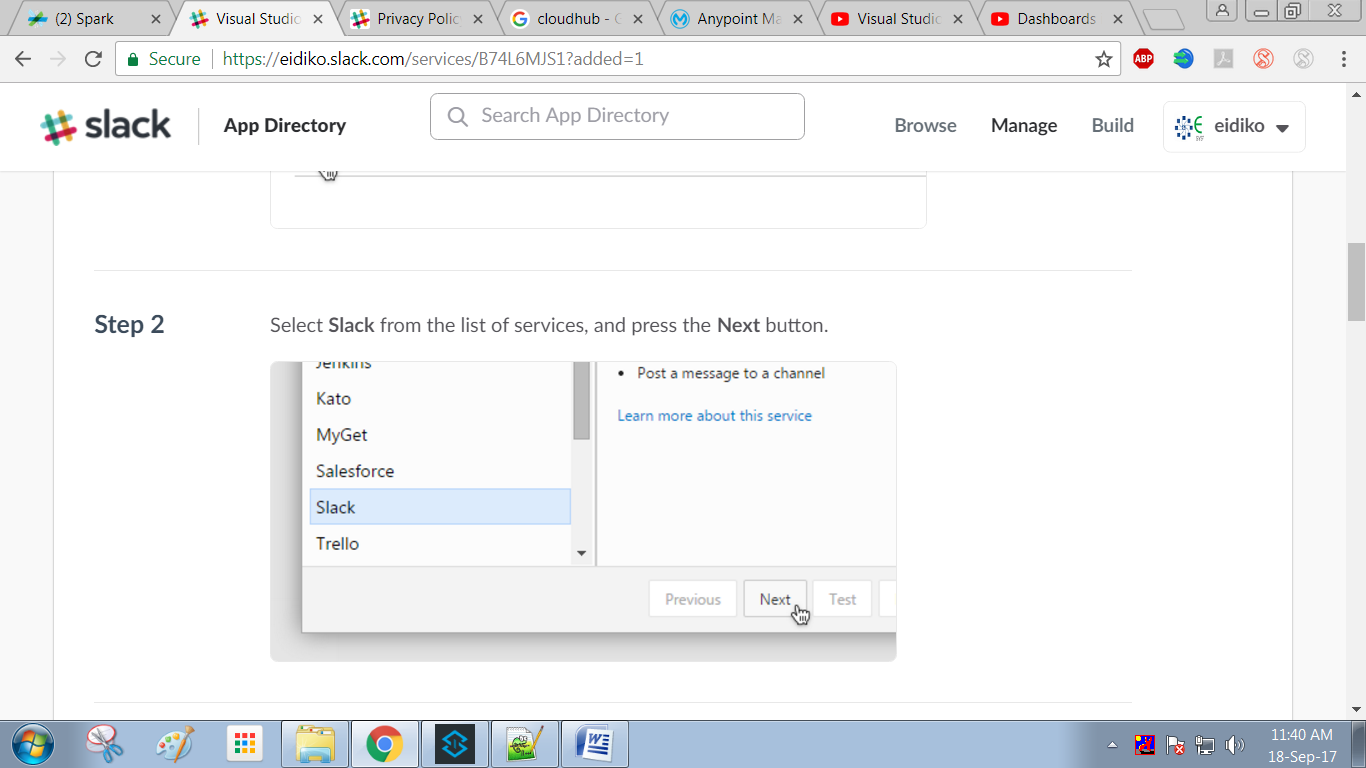 (2) Spark
Visual Studio
Privacy Polic
cloudhub - G
Anypoint Ma
Visual Studic
Dashboards
Secure
https://eidiko.slack.com/services/B74L6MJS1?added=1
ABP
slack
App Directory
Search App Directory
Browse
Manage
Build
eidiko
Step 2
Select Slack from the list of services, and press the Next button.
Jenkins
Kato
MyGet
Salesforce
Slack
Trello
• Post a message to a channel
Learn more about this service
Previous
Next
Test
11:40 AM
18-Sep-17